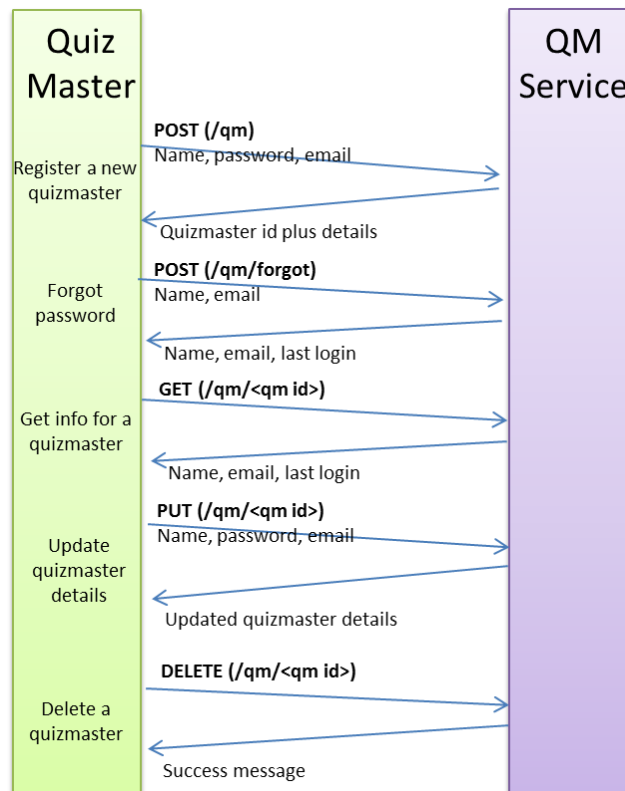 Quiz
Master
QM
Service
POST (/qm)
Name, password, email
Register a new
quizmaster
Quizmaster id plus details
POST (/qm/forgot)
Name, email
Forgot
password
Name, email, last login
GET (/qm/<qm id>)
Get info for a
quizmaster
Name, email, last login
PUT (/qm/<qm id>)
Name, password, email
Update
quizmaster
details
Updated quizmaster details
DELETE (/qm/<qm id>)
Delete a
quizmaster
Success message